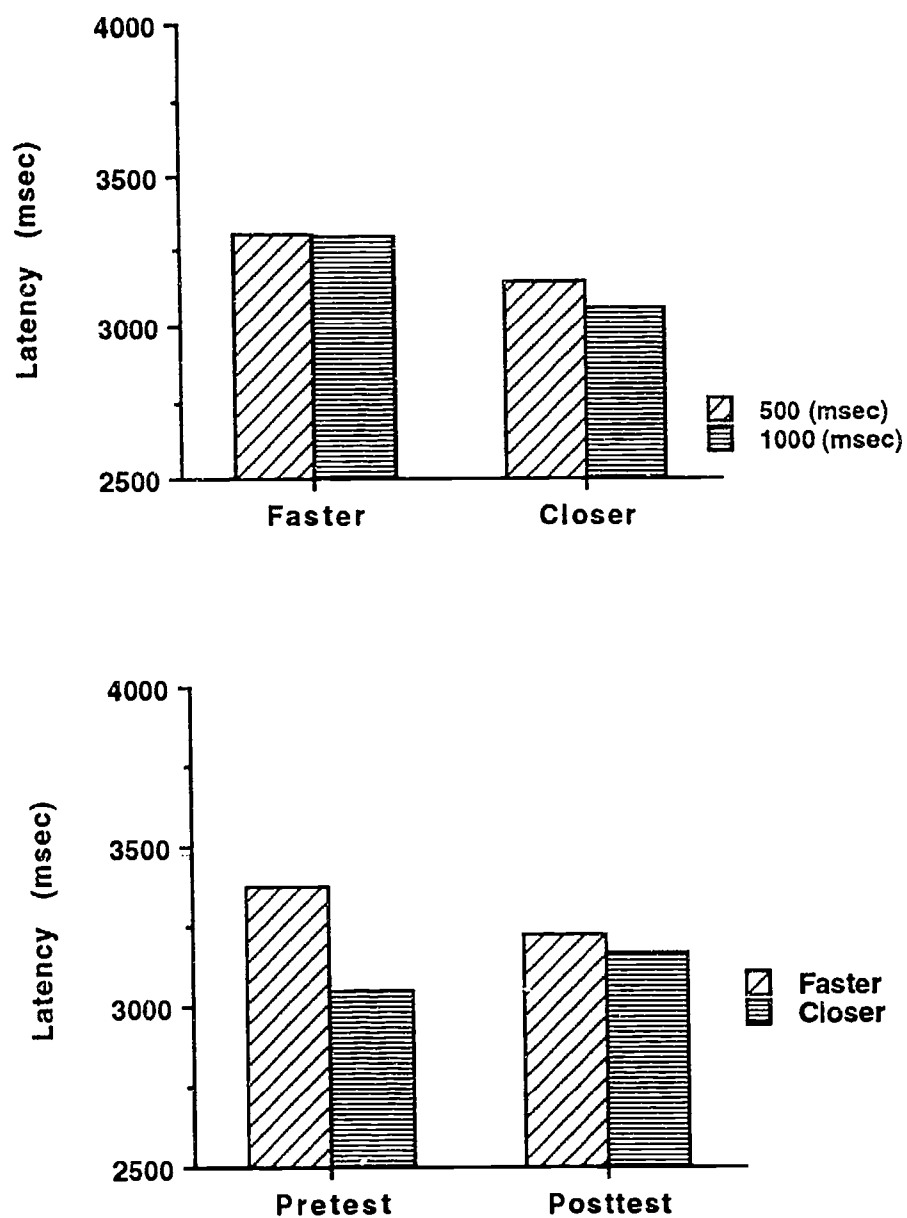 4000
3500
3000
2500
Latency (msec)
Faster Closer
500 (msec)
1000 (msec)
4000
3500
3000
2500
Latency (msec)
Pretest Posttest
Faster
Closer